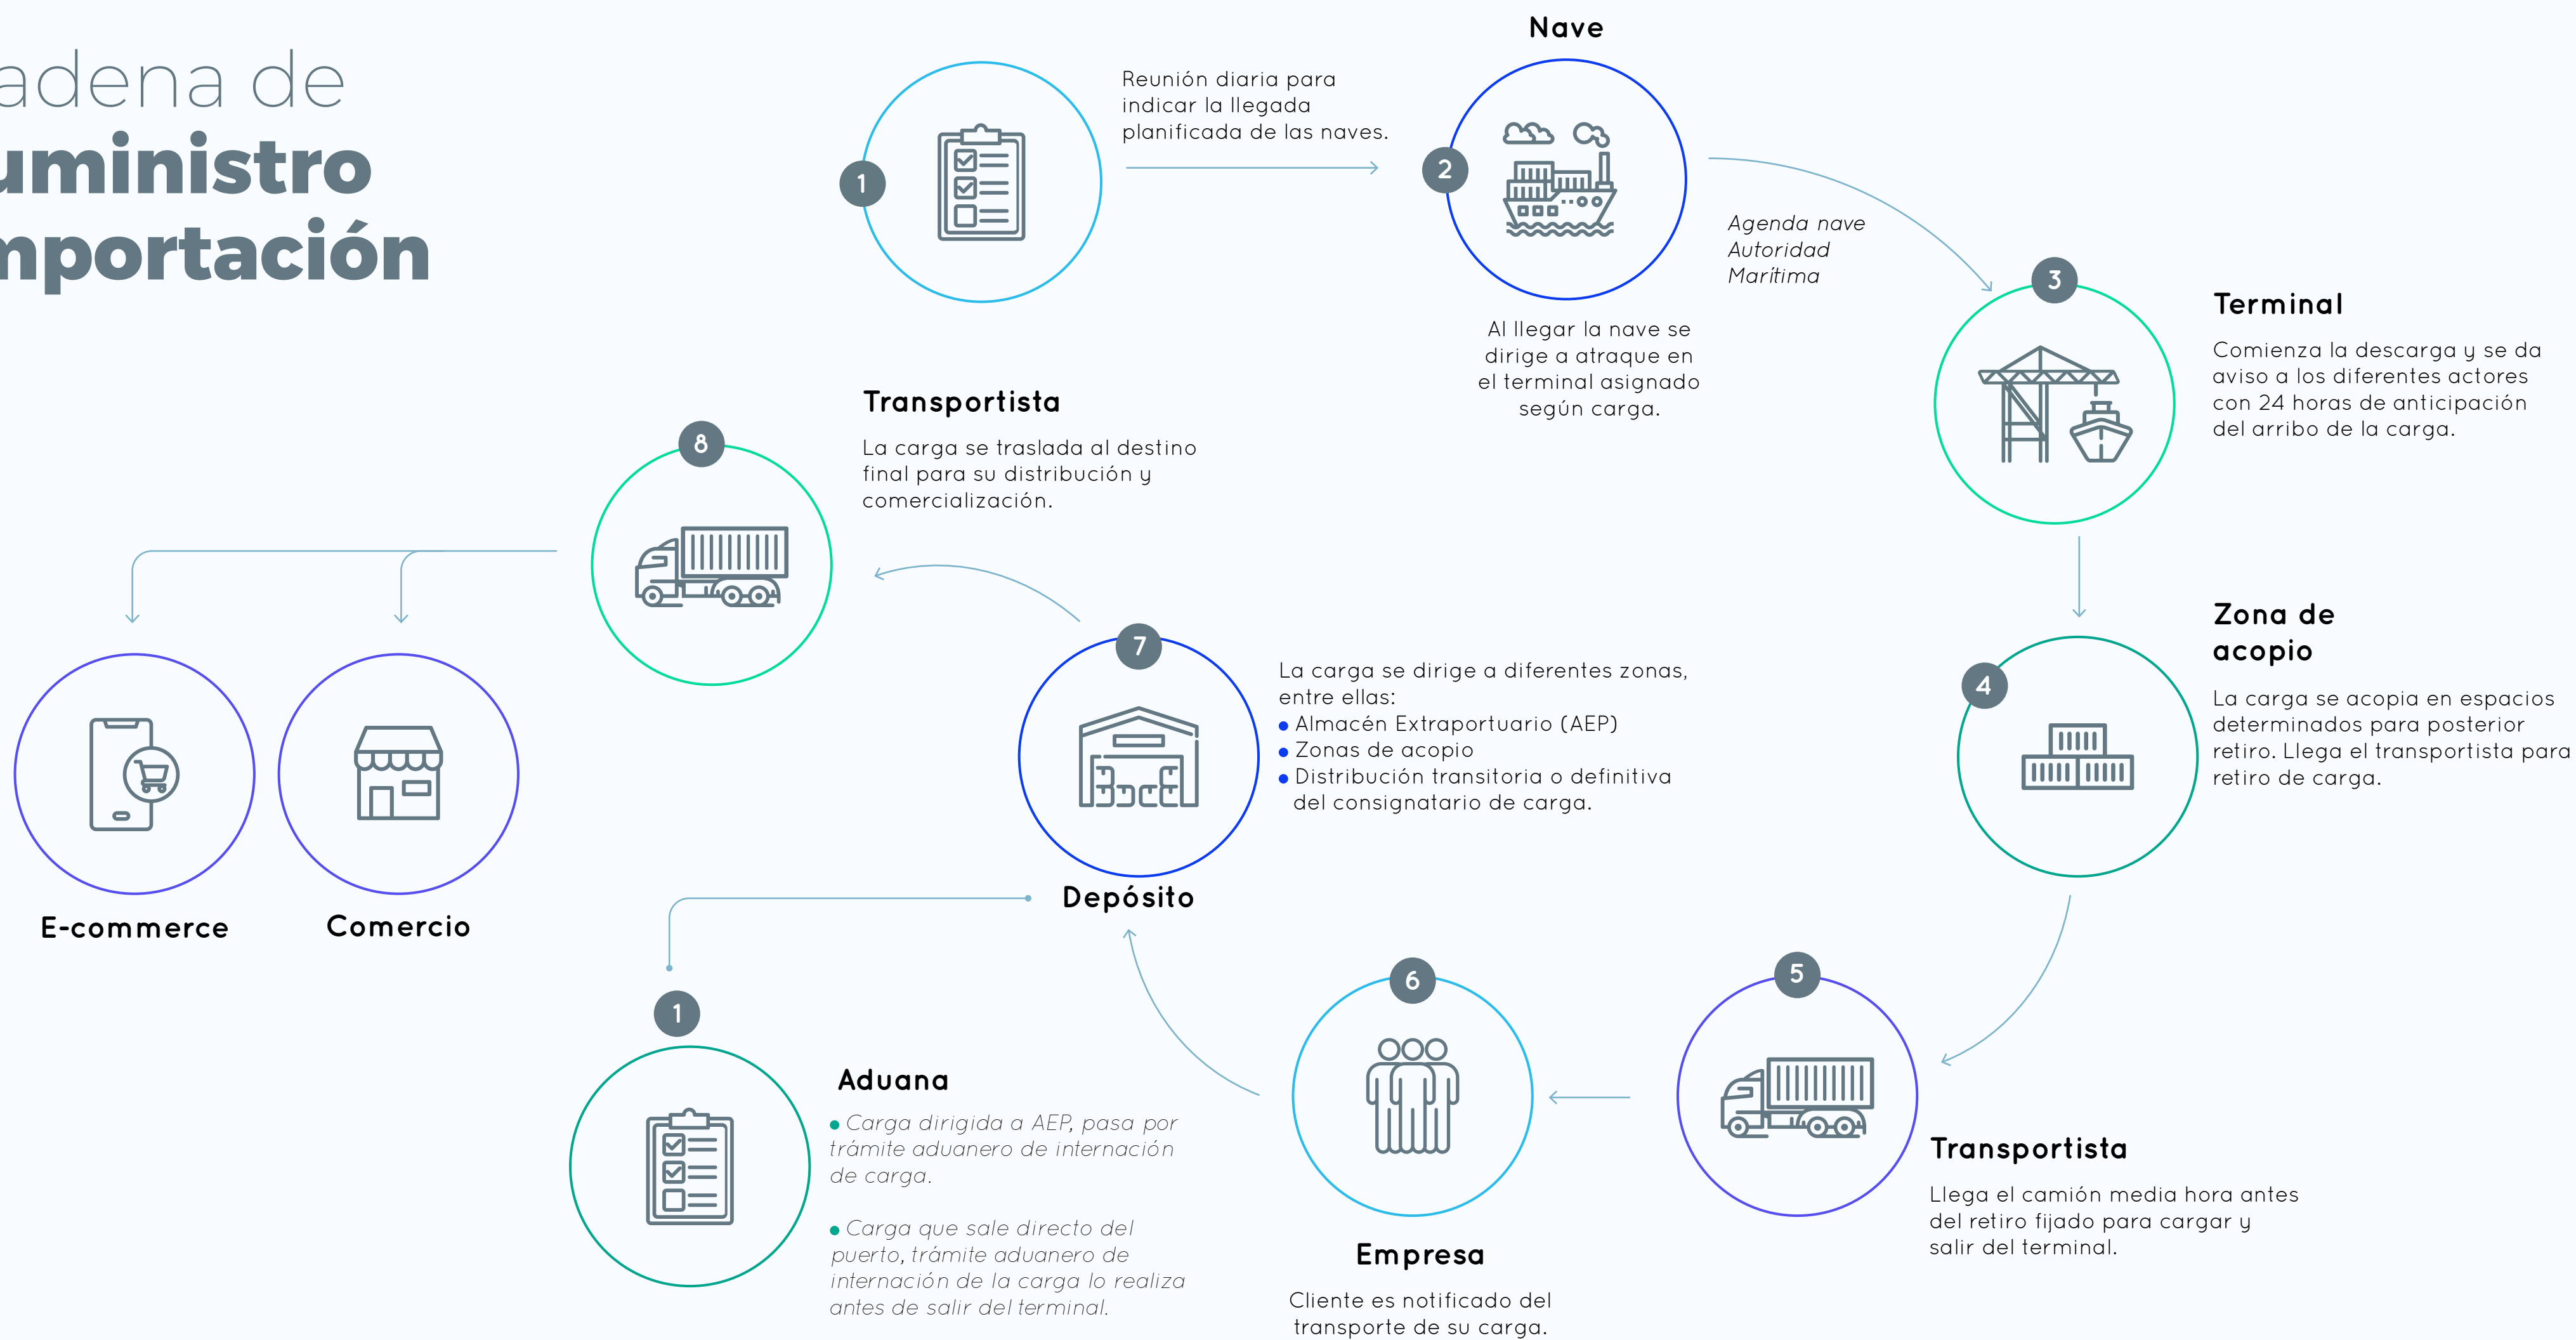 adena de
uministro
mportación
1
Reunión diaria para
indicar la llegada
planificada de las naves.
Nave
2
Al llegar la nave se
dirige a atraque en
el terminal asignado
según carga.
Agenda nave
Autoridad
Marítima
3
Terminal
Comienza la descarga y se da
aviso a los diferentes actores
con 24 horas de anticipación
del arribo de la carga.
Zona de
acopio
4
La carga se acopia en espacios
determinados para posterior
retiro. Llega el transportista para
retiro de carga.
5
Transportista
Llega el camión media hora antes
del retiro fijado para cargar y
salir del terminal.
6
Empresa
Cliente es notificado del
transporte de su carga.
7
La carga se dirige a diferentes zonas,
entre ellas:
• Almacén Extraportuario (AEP)
• Zonas de acopio
• Distribución transitoria o definitiva
del consignatario de carga.
Depósito
1
Aduana
• Carga dirigida a AEP, pasa por
trámite aduanero de internación
de carga.
• Carga que sale directo del
puerto, trámite aduanero de
internación de la carga lo realiza
antes de salir del terminal.
8
Transportista
La carga se traslada al destino
final para su distribución y
comercialización.
E-commerce
Comercio